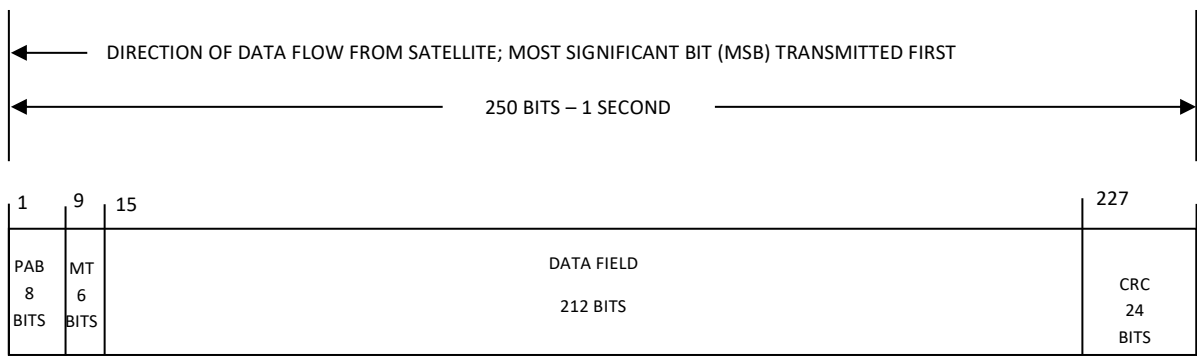 DIRECTION OF DATA FLOW FROM SATELLITE; MOST SIGNIFICANT BIT (MSB) TRANSMITTED FIRST
250 BITS – 1 SECOND
1
9
15
227
PAB
8
BITS
MT
6
BITS
DATA FIELD
212 BITS
CRC
24
BITS